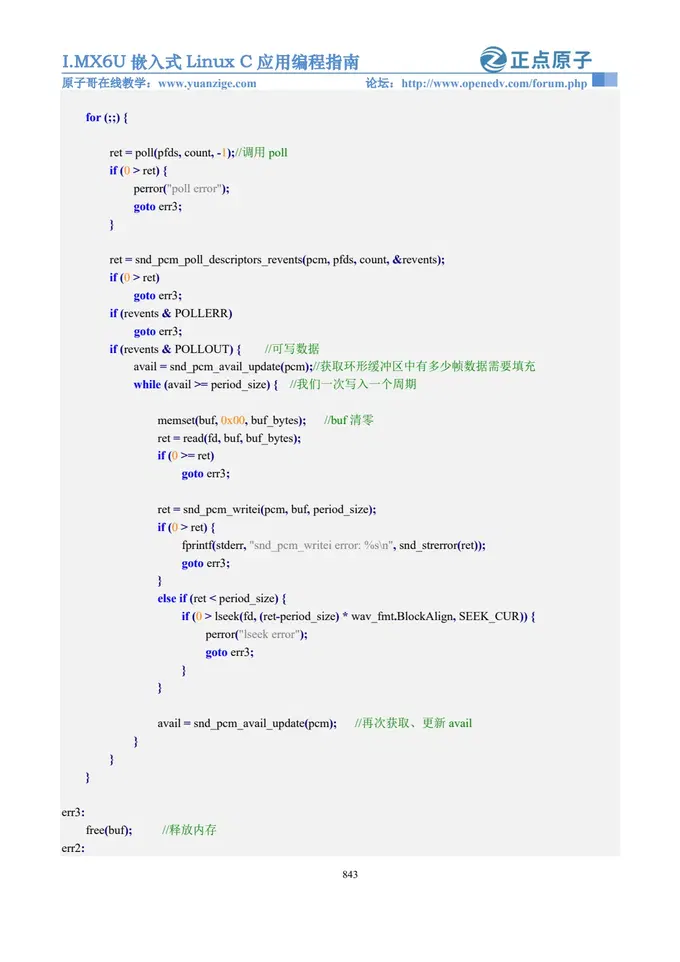 I.MX6U 嵌入式 Linux C 应用编程指南
正点原子
原子哥在线教学：www.yuanzige.com 论坛：http://www.openedv.com/forum.php
for (;;) {
ret = poll(pfds, count, -1);//调用 poll
if (0 > ret) {
perror("poll error");
goto err3;
}
ret = snd_pcm_poll_descriptors_revents(pcm, pfds, count, &revents);
if (0 > ret)
goto err3;
if (revents & POLLERR)
goto err3;
if (revents & POLLOUT) { //可写数据
avail = snd_pcm_avail_update(pcm);//获取环形缓冲区中有多少帧数据需要填充
while (avail >= period_size) { //我们一次写入一个周期
memset(buf, 0x00, buf_bytes); //buf 清零
ret = read(fd, buf, buf_bytes);
if (0 >= ret)
goto err3;
ret = snd_pcm_writei(pcm, buf, period_size);
if (0 > ret) {
fprintf(stderr, "snd_pcm_writei error: %s\n", snd_strerror(ret));
goto err3;
}
else if (ret < period_size) {
if (0 > lseek(fd, (ret-period_size) * wav_fmt.BlockAlign, SEEK_CUR)) {
perror("lseek error");
goto err3;
}
}
avail = snd_pcm_avail_update(pcm); //再次获取、更新 avail
}
}
}
err3:
free(buf); //释放内存
err2:
843